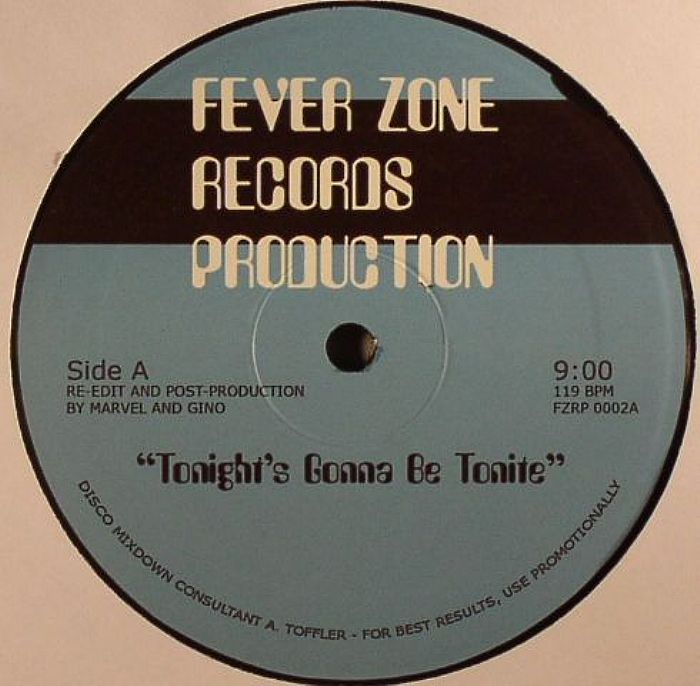 FEVER ZONE
RECORDS
PRODUCTION
Side A
RE-EDIT AND POST-PRODUCTION
BY MARVEL AND GINO
9:00
119 BPM
FZRP 0002A
“Tonight's Gonna Be Tonite”
DISCO MIXDOWN CONSULTANT A. TOFFLER - FOR BEST RESULTS, USE PROMOTIONALLY